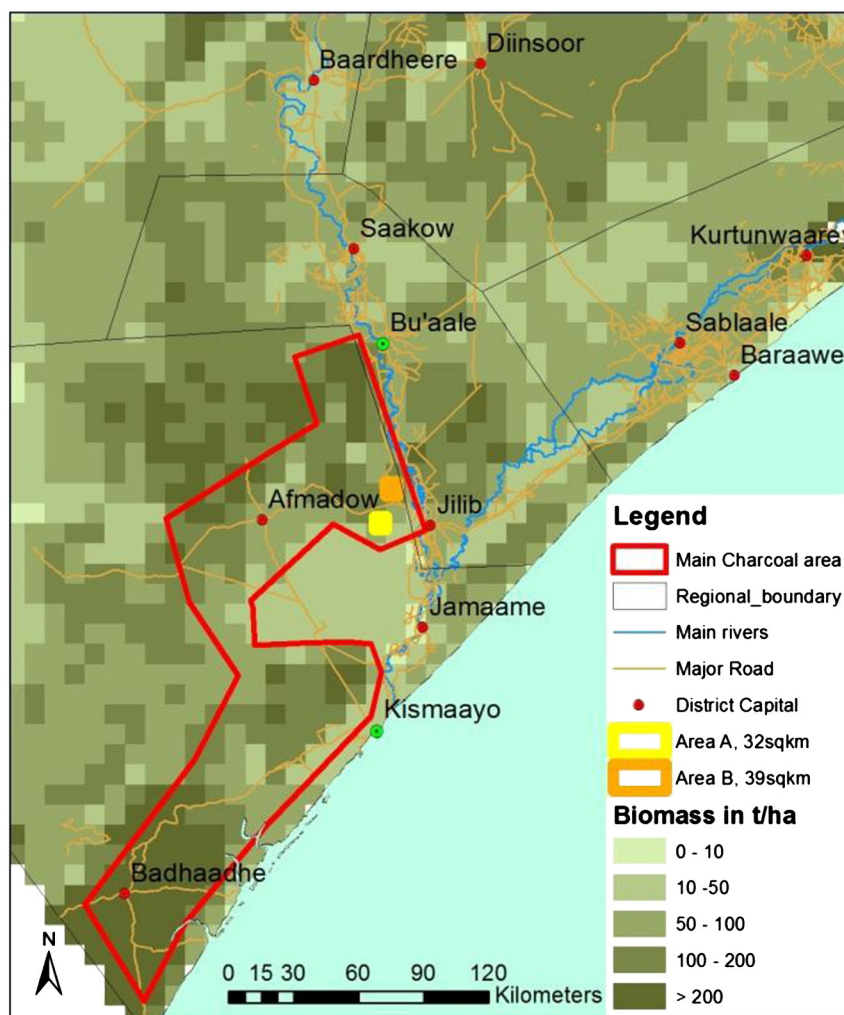 Diinsoor
Baardheere
Saakow
Kurtunwaarey
Bu'aale
Sablaale
Baraawe
Afmadow
Jilib
Jamaame
Kismaayo
Badhaadhe
N
0 15 30 60 90 120
Kilometers
Legend
Main Charcoal area
Regional_boundary
Main rivers
Major Road
District Capital
Area A, 32sqkm
Area B, 39sqkm
Biomass in t/ha
0 - 10
10 -50
50 - 100
100 - 200
> 200